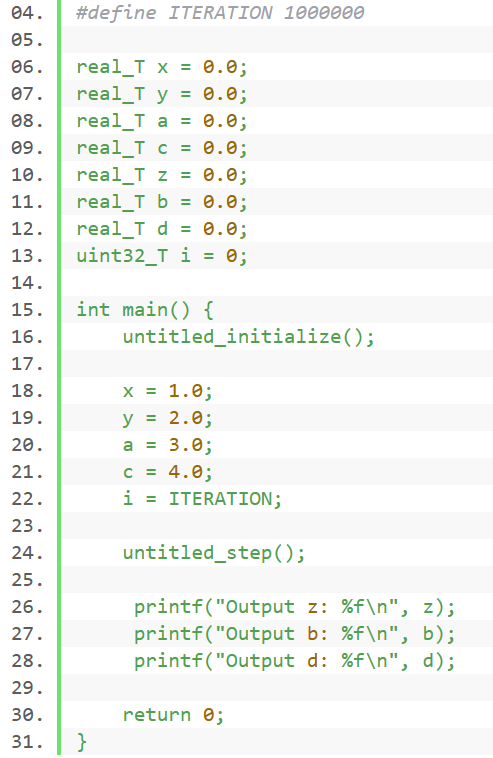 04. #define ITERATION 1000000
05.
06. real_T x = 0.0;
07. real_T y = 0.0;
08. real_T a = 0.0;
09. real_T c = 0.0;
10. real_T z = 0.0;
11. real_T b = 0.0;
12. real_T d = 0.0;
13. uint32_T i = 0;
14.
15. int main() {
16.     untitled_initialize();
17.
18.     x = 1.0;
19.     y = 2.0;
20.     a = 3.0;
21.     c = 4.0;
22.     i = ITERATION;
23.
24.     untitled_step();
25.
26.      printf("Output z: %f\n", z);
27.      printf("Output b: %f\n", b);
28.      printf("Output d: %f\n", d);
29.
30.     return 0;
31. }